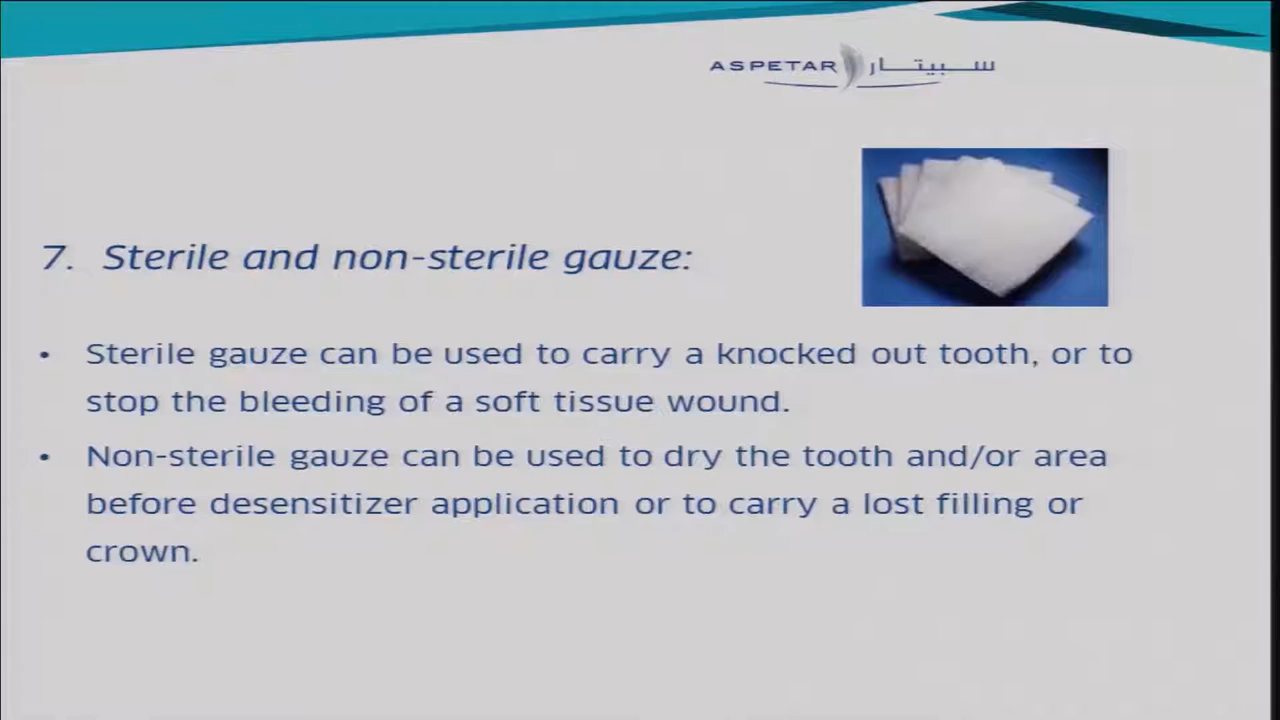 ASPETAR سبيتار
7. Sterile and non-sterile gauze:
• Sterile gauze can be used to carry a knocked out tooth, or to
stop the bleeding of a soft tissue wound.
• Non-sterile gauze can be used to dry the tooth and/or area
before desensitizer application or to carry a lost filling or
crown.